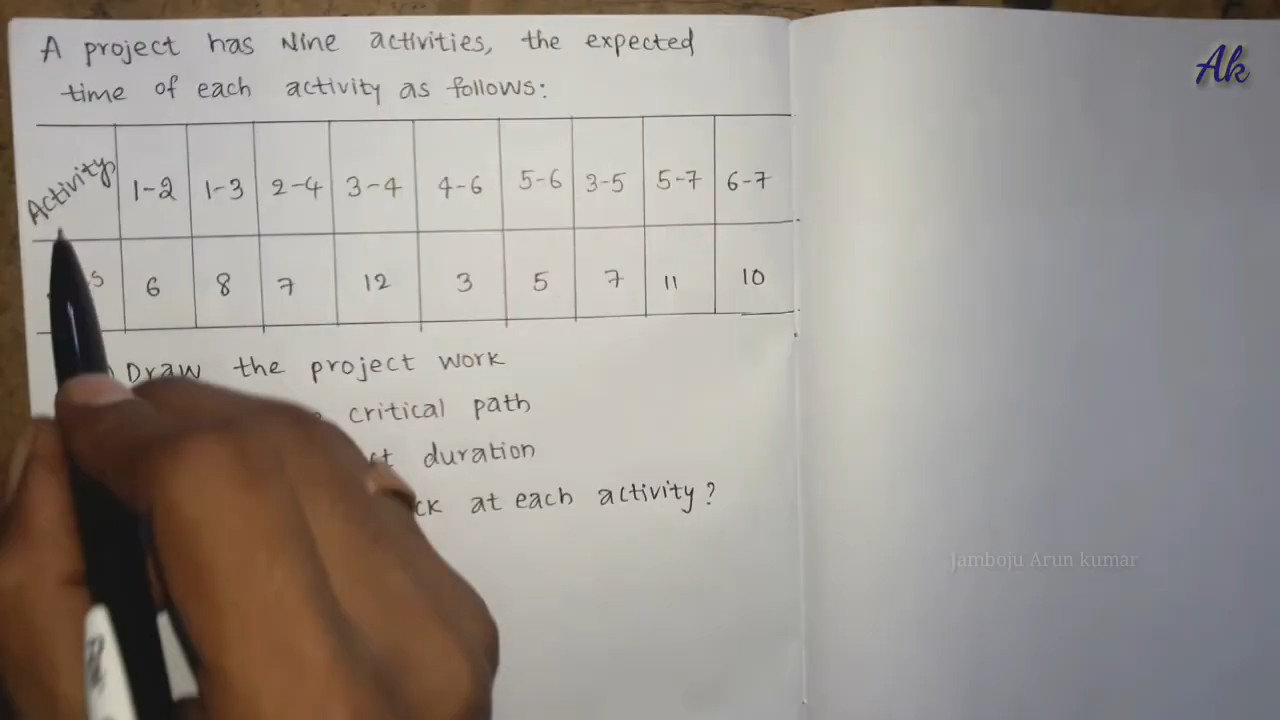 A project has Nine activities, the expected
time of each activity as follows:
Activity 1-2 1-3 2-4 3-4 4-6 5-6 3-5 5-7 6-7
6 8 7 12 3 5 7 11 10
Draw the project work
critical path
duration
at each activity?
Ak
Jamboju Arun kumar